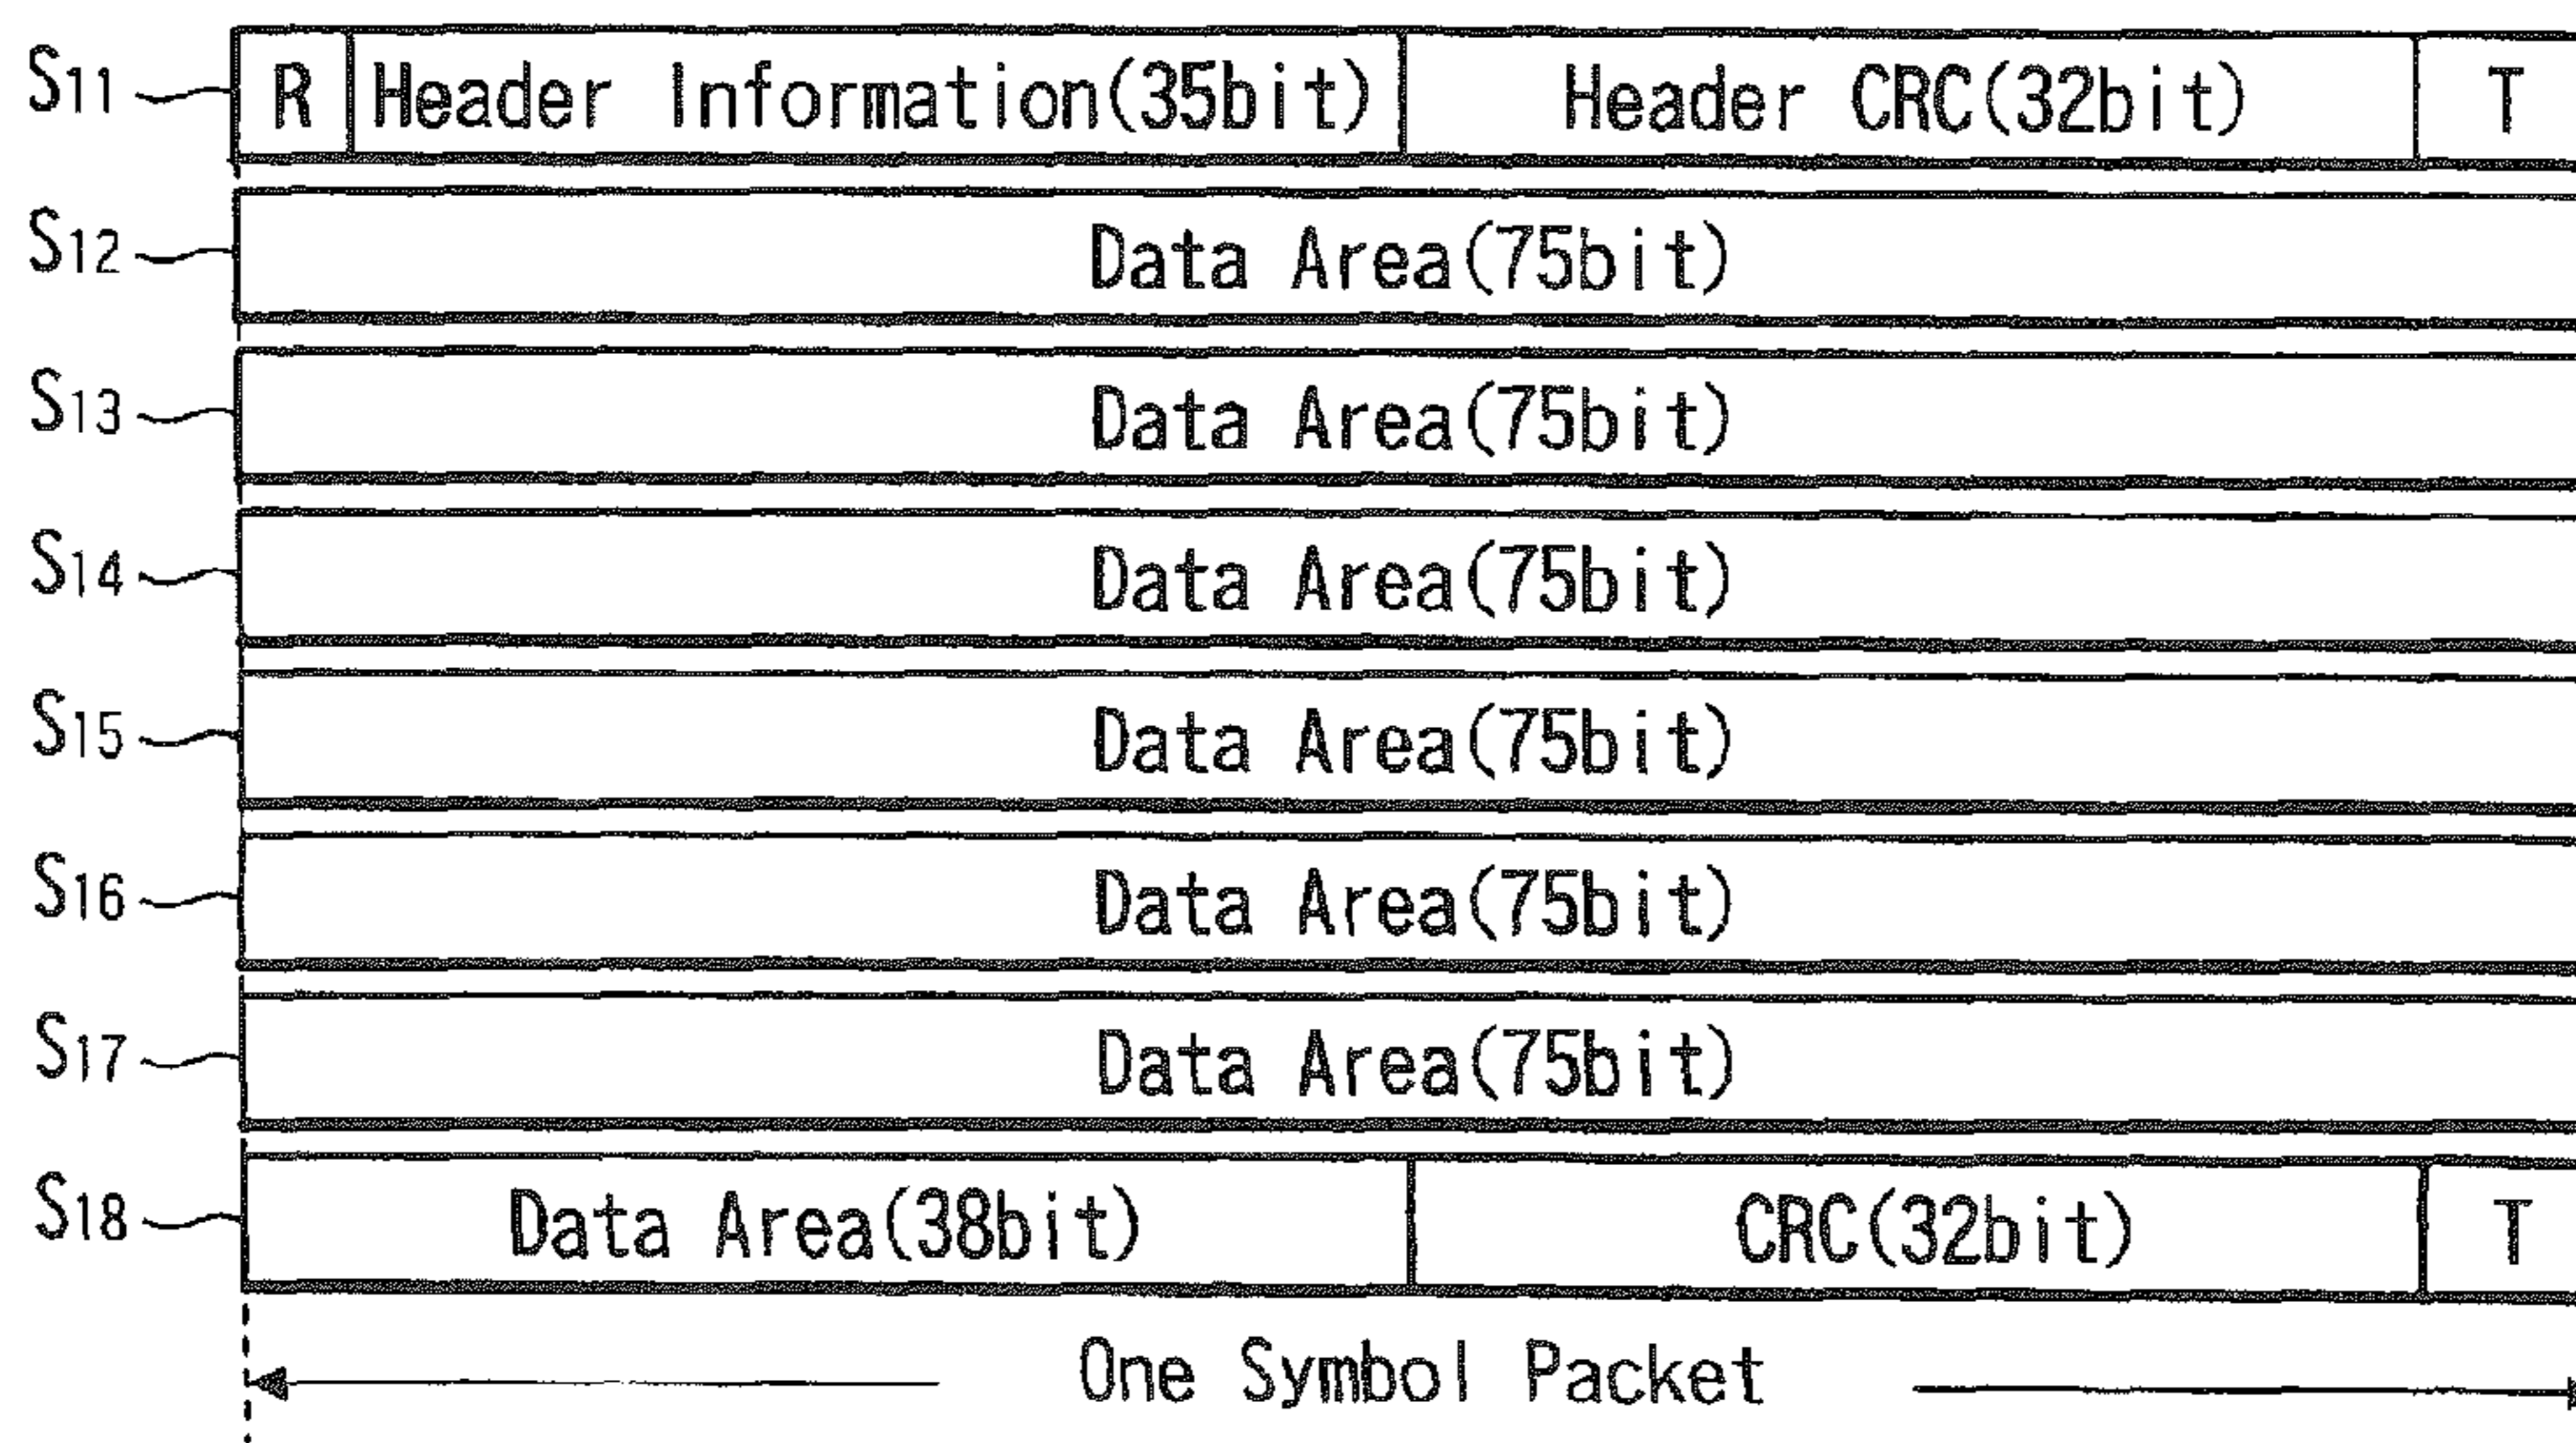 S11 R Header Information(35bit) Header CRC(32bit) T
S12 Data Area(75bit)
S13 Data Area(75bit)
S14 Data Area(75bit)
S15 Data Area(75bit)
S16 Data Area(75bit)
S17 Data Area(75bit)
S18 Data Area(38bit) CRC(32bit) T
One Symbol Packet